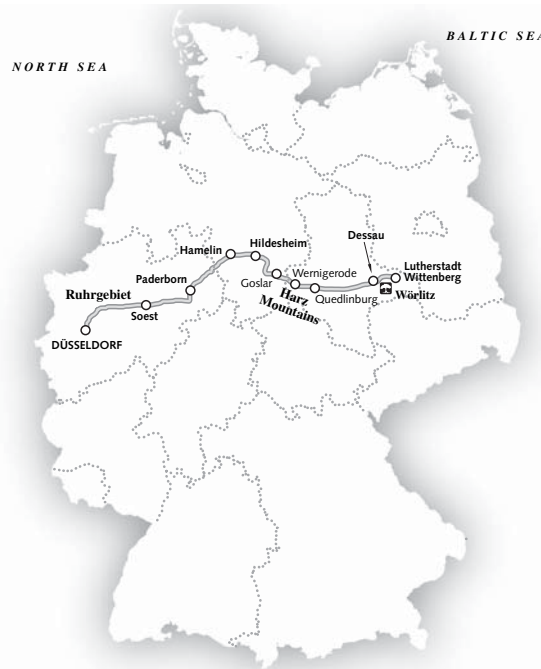 BALTIC SEA
NORTH SEA
Dessau
Hamelin
Hildesheim
Lutherstadt
Wittenberg
Goslar
Wernigerode
Paderborn
Quedlinburg
Wörlitz
Harz
Mountains
Ruhrgebiet
Soest
DÜSSELDORF